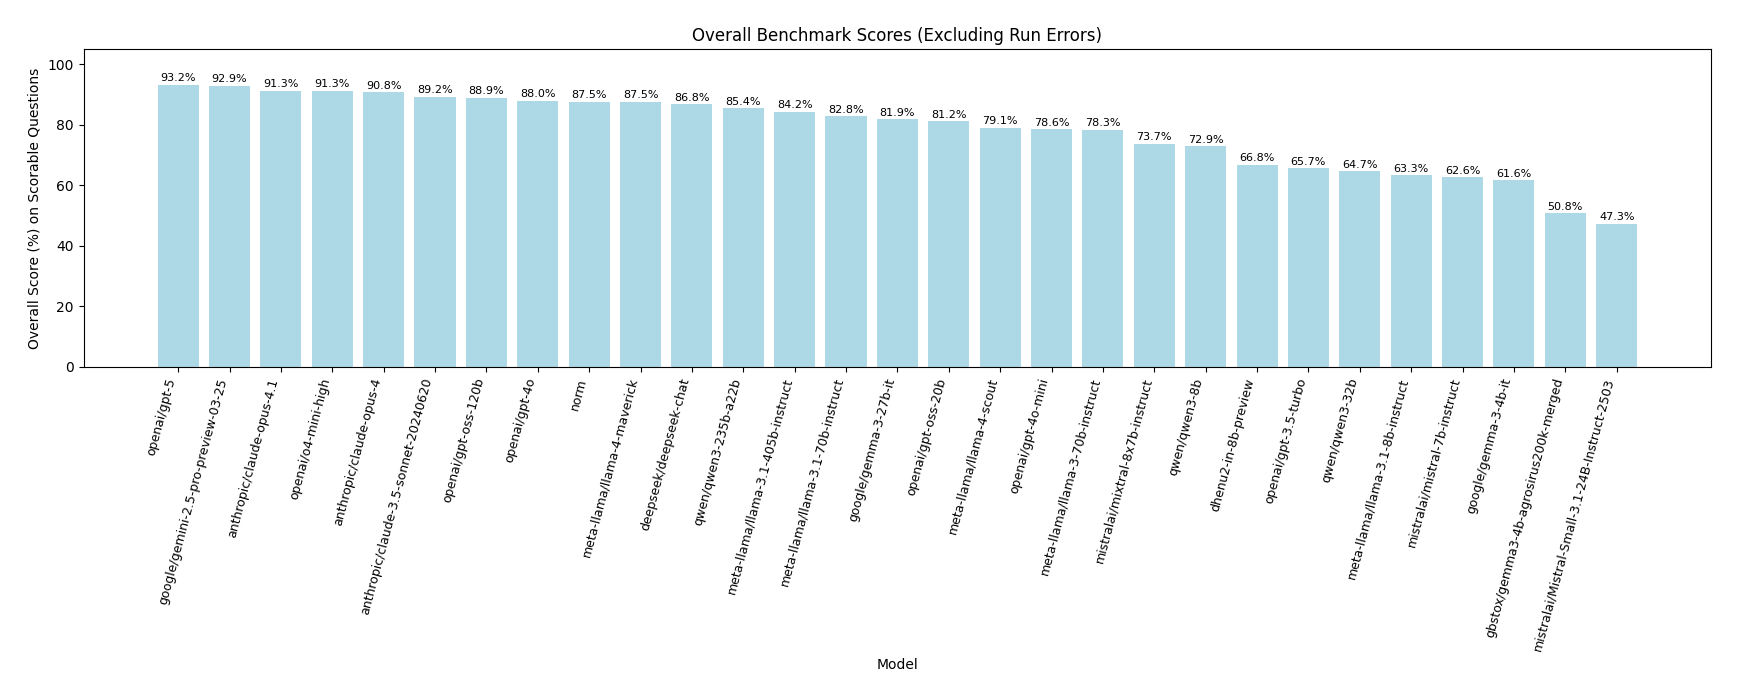 Overall Benchmark Scores (Excluding Run Errors)
Overall Score (%) on Scorable Questions
100
80
60
40
20
0
93.2%
92.9%
91.3%
91.3%
90.8%
89.2%
88.9%
88.0%
87.5%
87.5%
86.8%
85.4%
84.2%
82.8%
81.9%
81.2%
79.1%
78.6%
78.3%
73.7%
72.9%
66.8%
65.7%
64.7%
63.3%
62.6%
61.6%
50.8%
47.3%
openai/gpt-5
google/gemini-2.5-pro-preview-03-25
anthropic/claude-opus-4.1
openai/o4-mini-high
anthropic/claude-opus-4
anthropic/claude-3.5-sonnet-20240620
openai/gpt-oss-120b
openai/gpt-4o
norm
meta-llama/llama-4-maverick
deepseek/deepseek-chat
qwen/qwen3-235b-a22b
meta-llama/llama-3.1-405b-instruct
meta-llama/llama-3.1-70b-instruct
google/gemma-3-27b-it
openai/gpt-oss-20b
meta-llama/llama-4-scout
openai/gpt-4o-mini
meta-llama/llama-3-70b-instruct
mistralai/mixtral-8x7b-instruct
qwen/qwen3-8b
dhenu2-in-8b-preview
openai/gpt-3.5-turbo
qwen/qwen3-32b
meta-llama/llama-3.1-8b-instruct
mistralai/mistral-7b-instruct
google/gemma-3-4b-it
gbstox/gemma3-4b-agrosirus200k-merged
mistralai/Mistral-Small-3.1-24B-Instruct-2503
Model